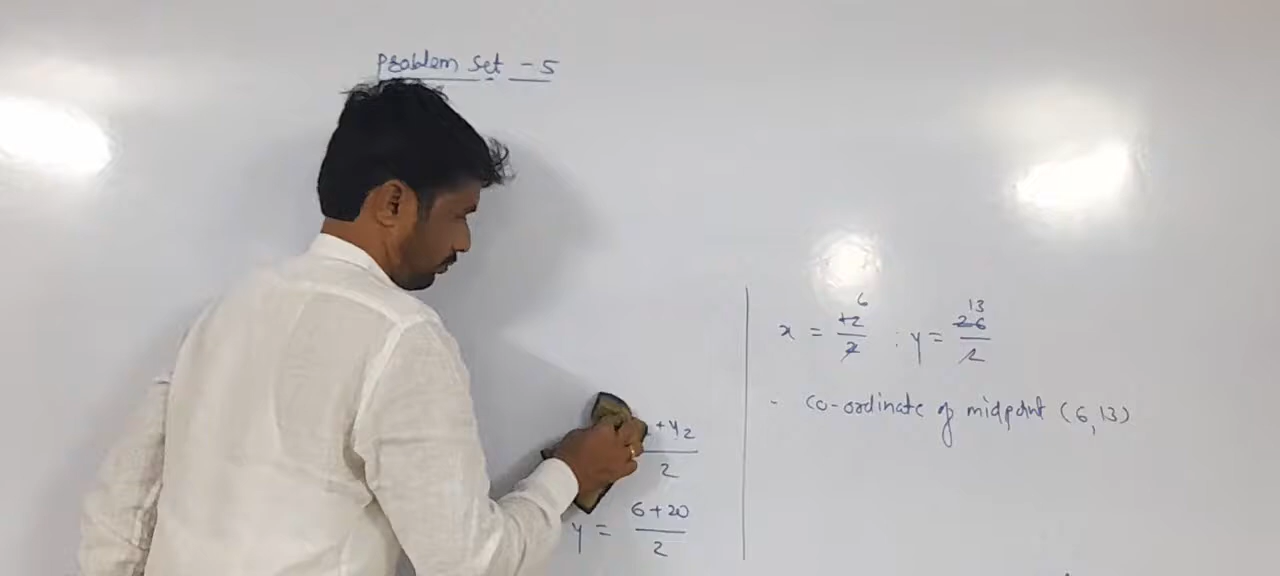 Problem set - 5
+ y2
2
y = 6 + 20
2
6 13
x = 12 ; y = 26
2 2
Co-ordinate of midpoint (6, 13)